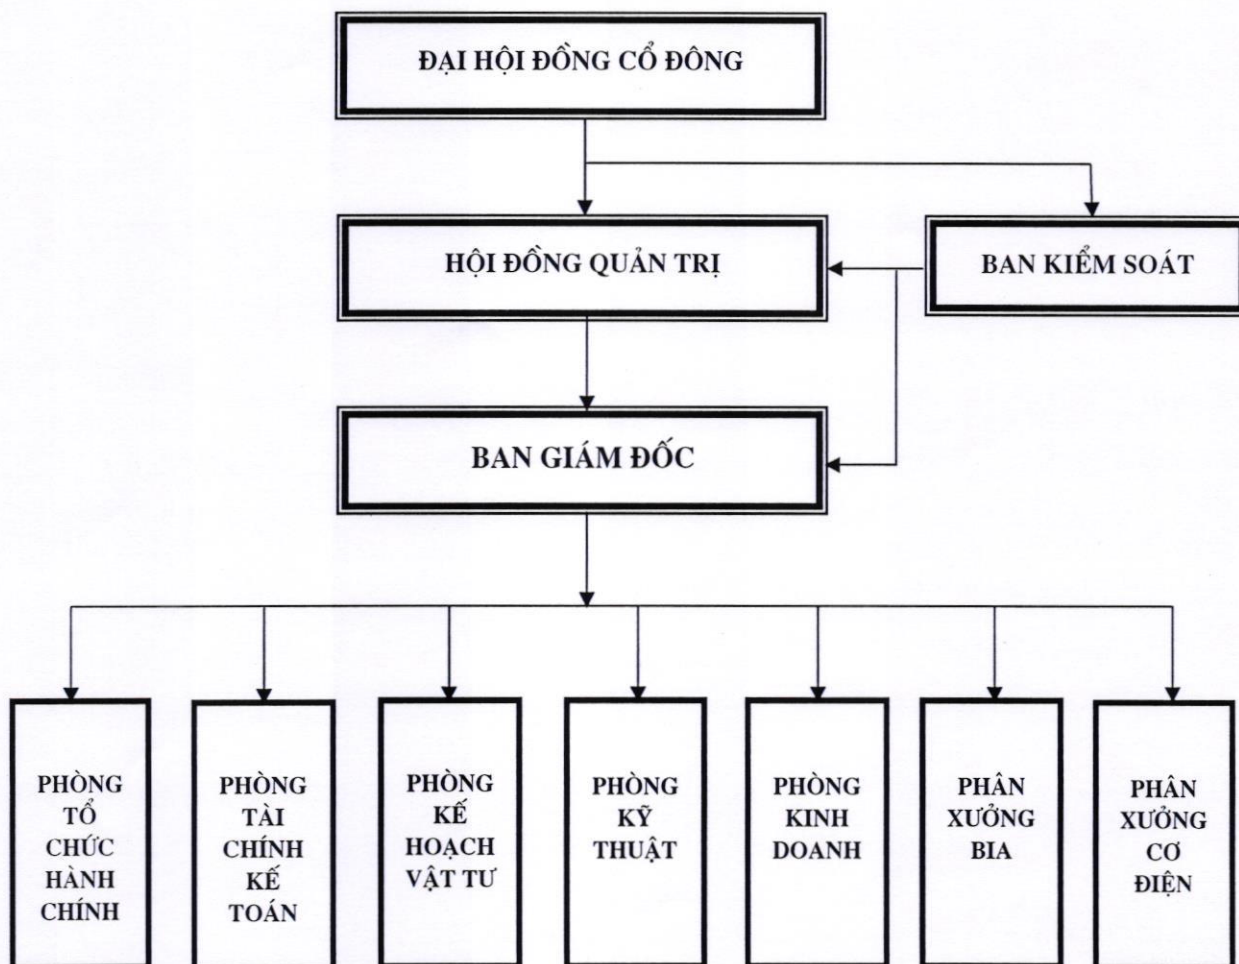 ĐẠI HỘI ĐỒNG CỔ ĐÔNG
HỘI ĐỒNG QUẢN TRỊ
BAN KIỂM SOÁT
BAN GIÁM ĐỐC
PHÒNG
TỔ
CHỨC
HÀNH
CHÍNH
PHÒNG
TÀI
CHÍNH
KẾ
TOÁN
PHÒNG
KẾ
HOẠCH
VẬT TƯ
PHÒNG
KỸ
THUẬT
PHÒNG
KINH
DOANH
PHÂN
XƯỞNG
BIA
PHÂN
XƯỞNG
CƠ
ĐIỆN